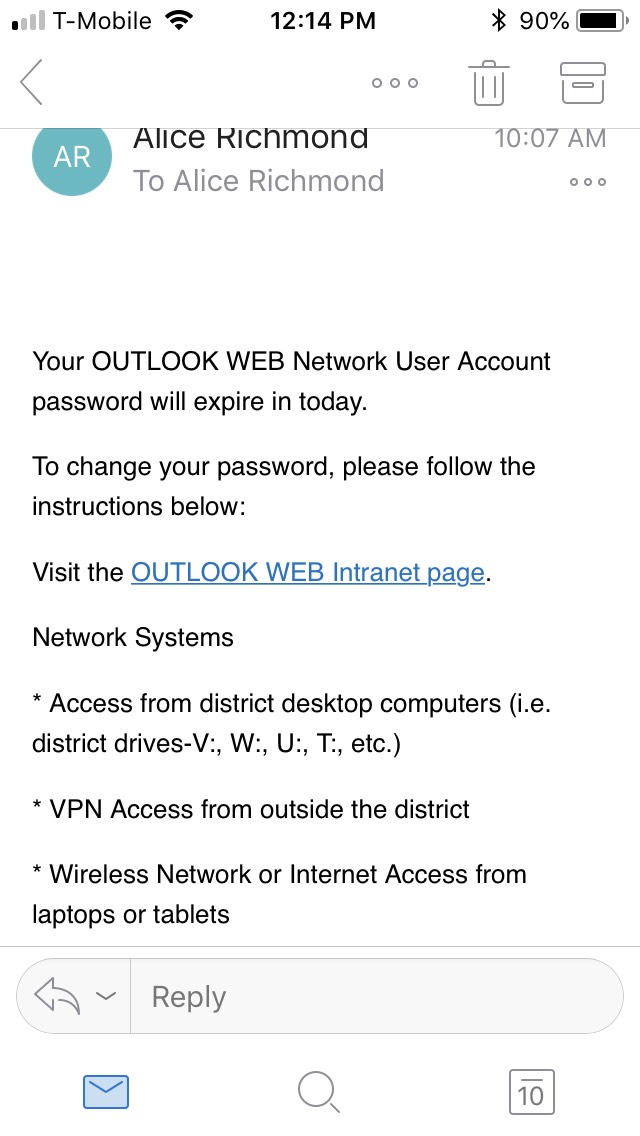 T-Mobile 12:14 PM 90%
AR Alice Richmond 10:07 AM
To Alice Richmond
Your OUTLOOK WEB Network User Account
password will expire in today.
To change your password, please follow the
instructions below:
Visit the OUTLOOK WEB Intranet page.
Network Systems
* Access from district desktop computers (i.e.
district drives-V:, W:, U:, T:, etc.)
* VPN Access from outside the district
* Wireless Network or Internet Access from
laptops or tablets
Reply
10